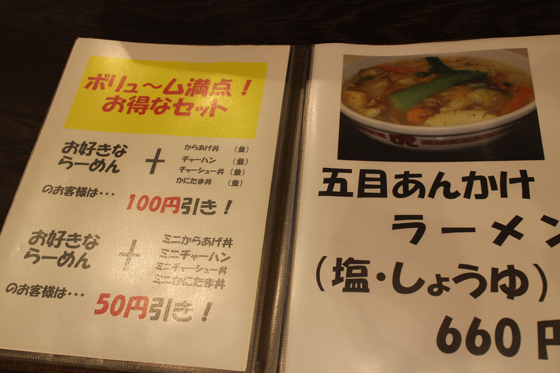 ボリュ～ム満点！
お得なセット
お好きな
らーめん
＋
からあげ丼 （並）
チャーハン （並）
チャーシュー丼 （並）
かにたま丼 （並）
のお客様は･･･
100円引き！
お好きな
らーめん
＋
ミニからあげ丼
ミニチャーハン
ミニチャーシュー丼
ミニかにたま丼
のお客様は･･･
50円引き！
五目あんかけ
ラーメン
（塩・しょうゆ）
660円